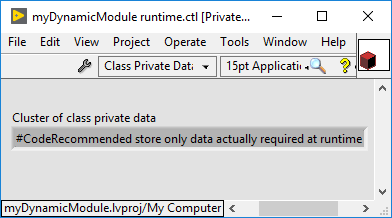 myDynamicModule runtime.ctl [Private...
File Edit View Project Operate Tools Window Help
Class Private Data 15pt Applicatio ?
Cluster of class private data
#CodeRecommended store only data actually required at runtime
myDynamicModule.lvproj/My Computer